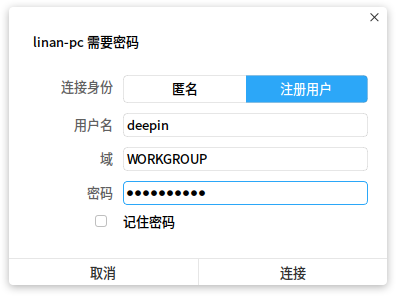 linan-pc 需要密码
连接身份 匿名 注册用户
用户名 deepin
域 WORKGROUP
密码 ●●●●●●●●●●
记住密码
取消 连接